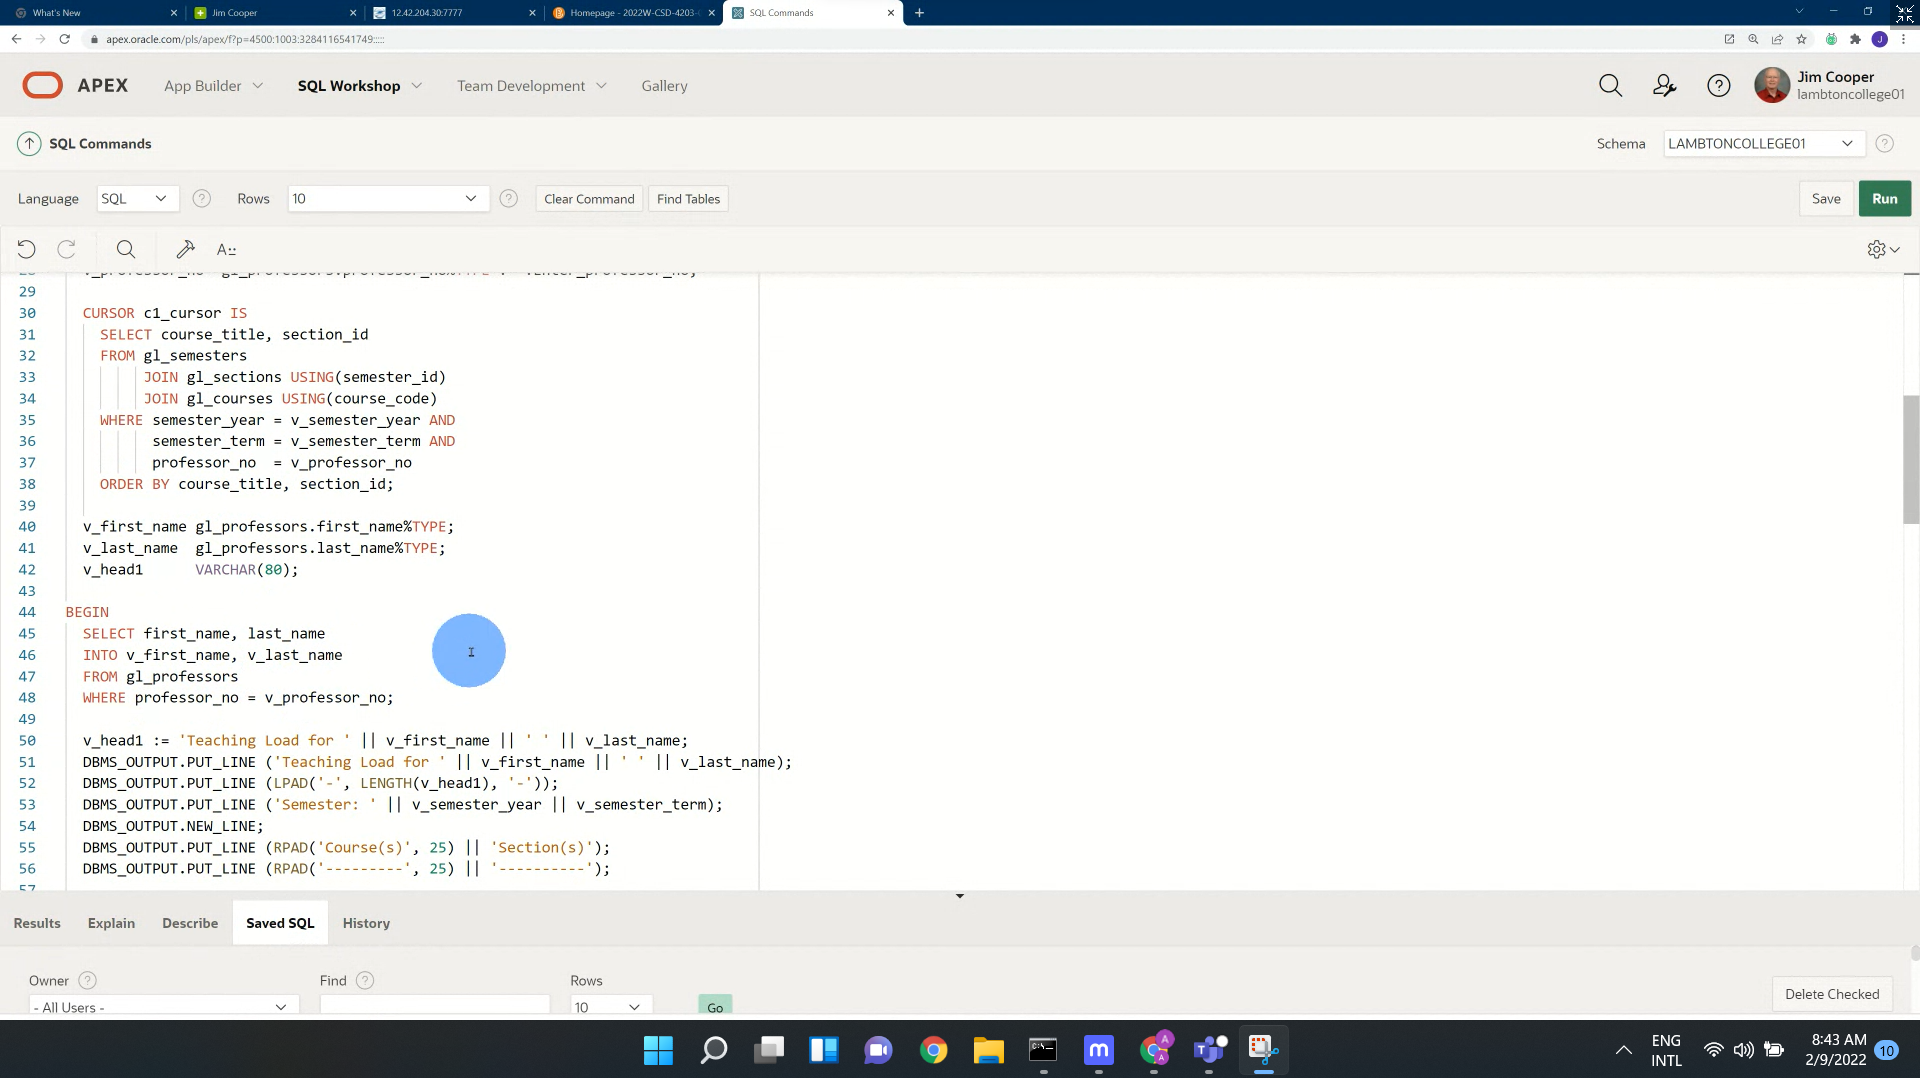 What's New
Jim Cooper
12.42.204.30:7777
Homepage - 2022W-CSD-4203-
SQL Commands
apex.oracle.com/pls/apex/f?p=4500:1003:3284116541749:::::
APEX
App Builder
SQL Workshop
Team Development
Gallery
Jim Cooper
lambtoncollege01
SQL Commands
Schema
LAMBTONCOLLEGE01
Language
SQL
Rows
10
Clear Command
Find Tables
Save
Run
29
30 CURSOR c1_cursor IS
31 SELECT course_title, section_id
32 FROM gl_semesters
33 JOIN gl_sections USING(semester_id)
34 JOIN gl_courses USING(course_code)
35 WHERE semester_year = v_semester_year AND
36 semester_term = v_semester_term AND
37 professor_no  = v_professor_no
38 ORDER BY course_title, section_id;
39
40 v_first_name gl_professors.first_name%TYPE;
41 v_last_name  gl_professors.last_name%TYPE;
42 v_head1      VARCHAR(80);
43
44 BEGIN
45 SELECT first_name, last_name
46 INTO v_first_name, v_last_name
47 FROM gl_professors
48 WHERE professor_no = v_professor_no;
49
50 v_head1 := 'Teaching Load for ' || v_first_name || ' ' || v_last_name;
51 DBMS_OUTPUT.PUT_LINE ('Teaching Load for ' || v_first_name || ' ' || v_last_name);
52 DBMS_OUTPUT.PUT_LINE (LPAD('-', LENGTH(v_head1), '-'));
53 DBMS_OUTPUT.PUT_LINE ('Semester: ' || v_semester_year || v_semester_term);
54 DBMS_OUTPUT.NEW_LINE;
55 DBMS_OUTPUT.PUT_LINE (RPAD('Course(s)', 25) || 'Section(s)');
56 DBMS_OUTPUT.PUT_LINE (RPAD('---------', 25) || '----------');
57
Results
Explain
Describe
Saved SQL
History
Owner
Find
Rows
- All Users -
10
Go
Delete Checked
ENG
INTL
8:43 AM
2/9/2022
10